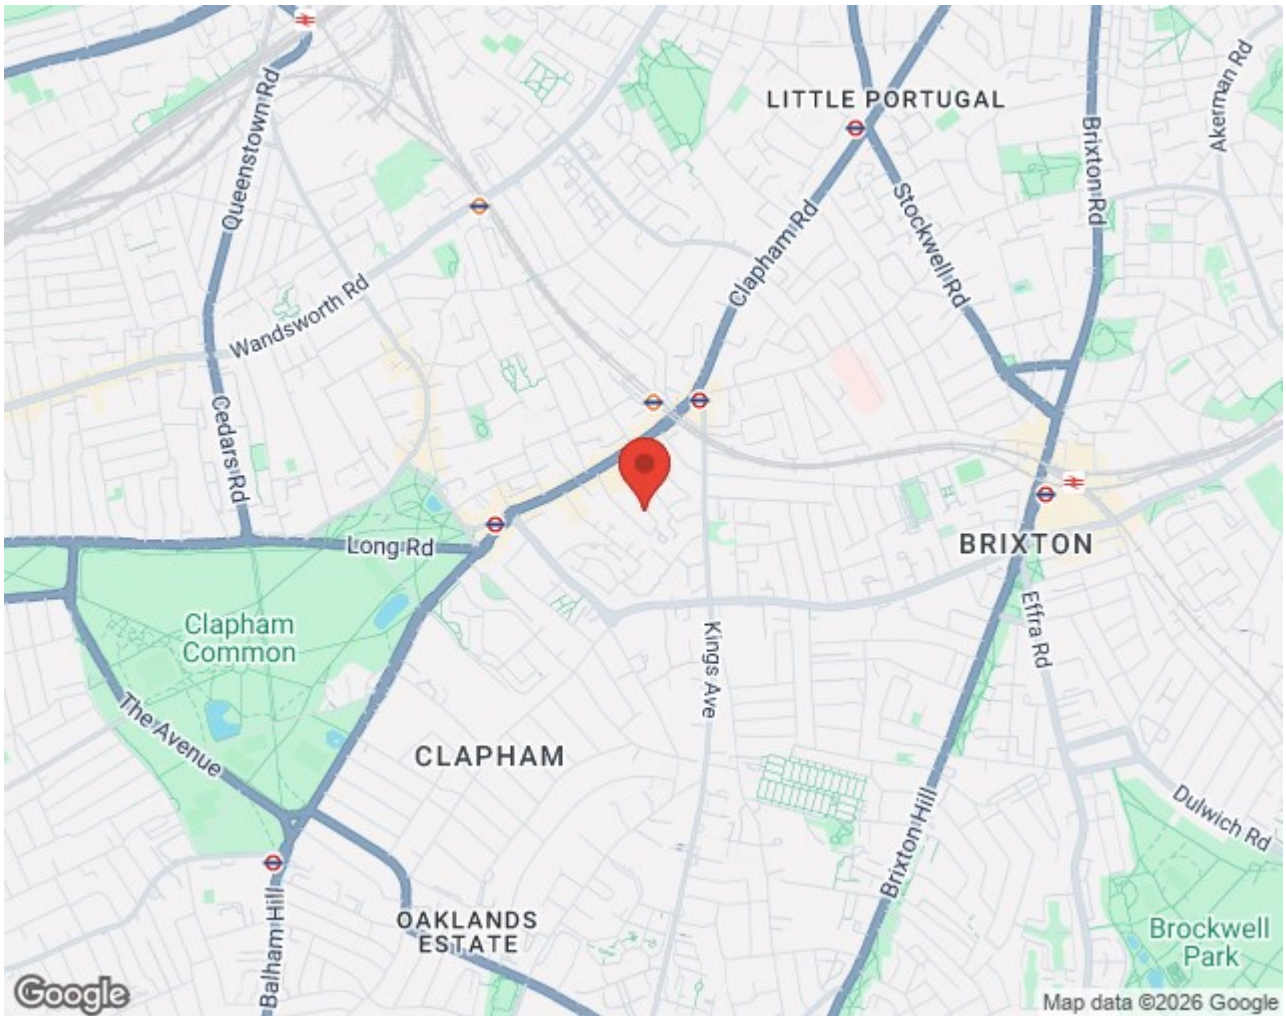 LITTLE PORTUGAL
Akerman Rd
Queenstown Rd
Brixton Rd
Stockwell Rd
Clapham Rd
Wandsworth Rd
Cedars Rd
Long Rd
BRIXTON
Effra Rd
Clapham
Common
Kings Ave
The Avenue
CLAPHAM
Dulwich Rd
Brixton Hill
OAKLANDS
ESTATE
Balham Hill
Brockwell
Park
Google
Map data ©2026 Google